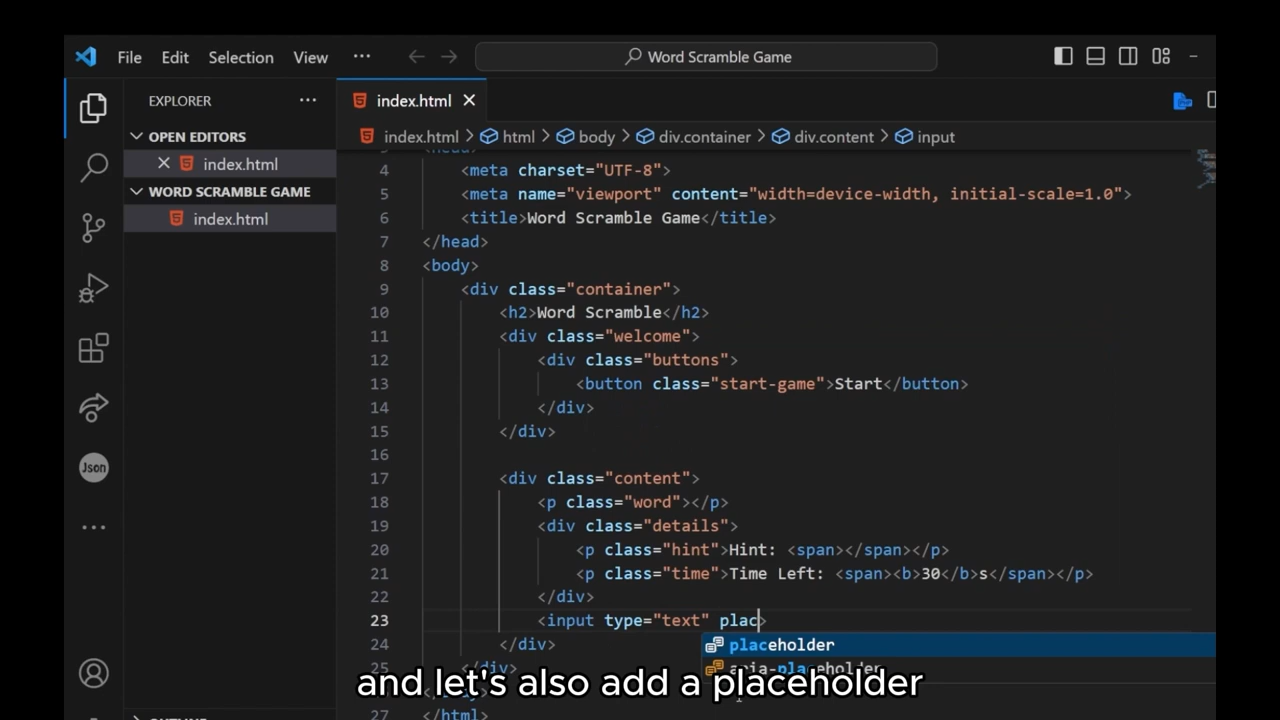 File Edit Selection View ··· Word Scramble Game
EXPLORER ···
OPEN EDITORS
index.html
WORD SCRAMBLE GAME
index.html
Json
index.html
index.html > html > body > div.container > div.content > input
4 <meta charset="UTF-8">
5 <meta name="viewport" content="width=device-width, initial-scale=1.0">
6 <title>Word Scramble Game</title>
7 </head>
8 <body>
9 <div class="container">
10 <h2>Word Scramble</h2>
11 <div class="welcome">
12 <div class="buttons">
13 <button class="start-game">Start</button>
14 </div>
15 </div>
16
17 <div class="content">
18 <p class="word"></p>
19 <div class="details">
20 <p class="hint">Hint: <span></span></p>
21 <p class="time">Time Left: <span><b>30</b>s</span></p>
22 </div>
23 <input type="text" plac>
24 </div>
placeholder
25 </div>
aria-placeholder
and let's also add a placeholder
27 </html>